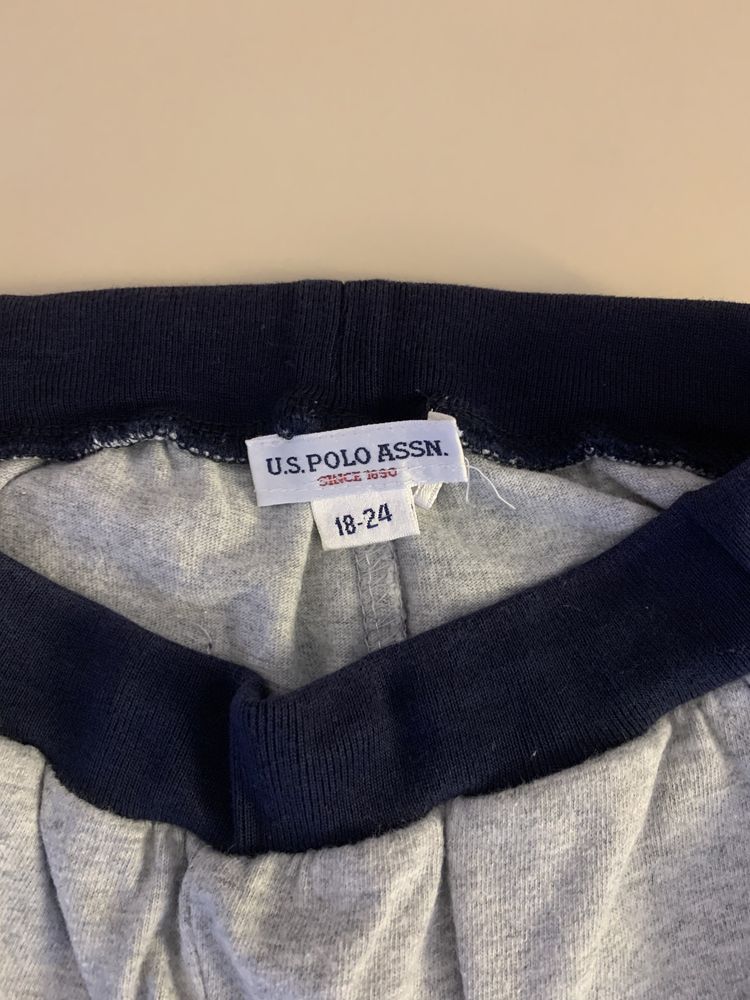 U.S. POLO ASSN.
SINCE 1890
18-24